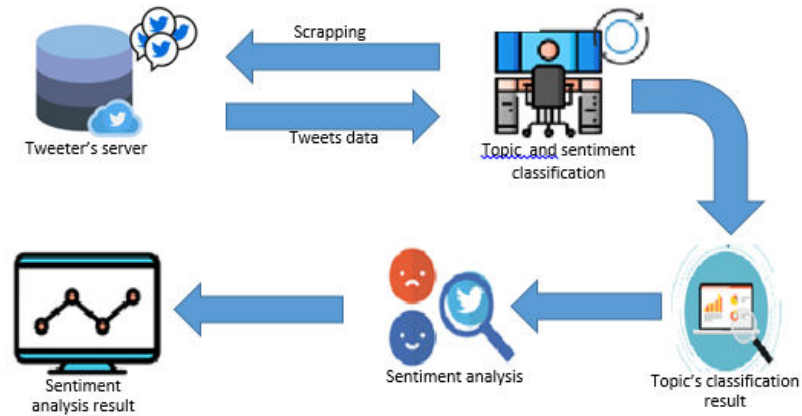 Scrapping
Tweets data
Tweeter's server
Topic and sentiment
classification
Topic's classification
result
Sentiment analysis
Sentiment
analysis result